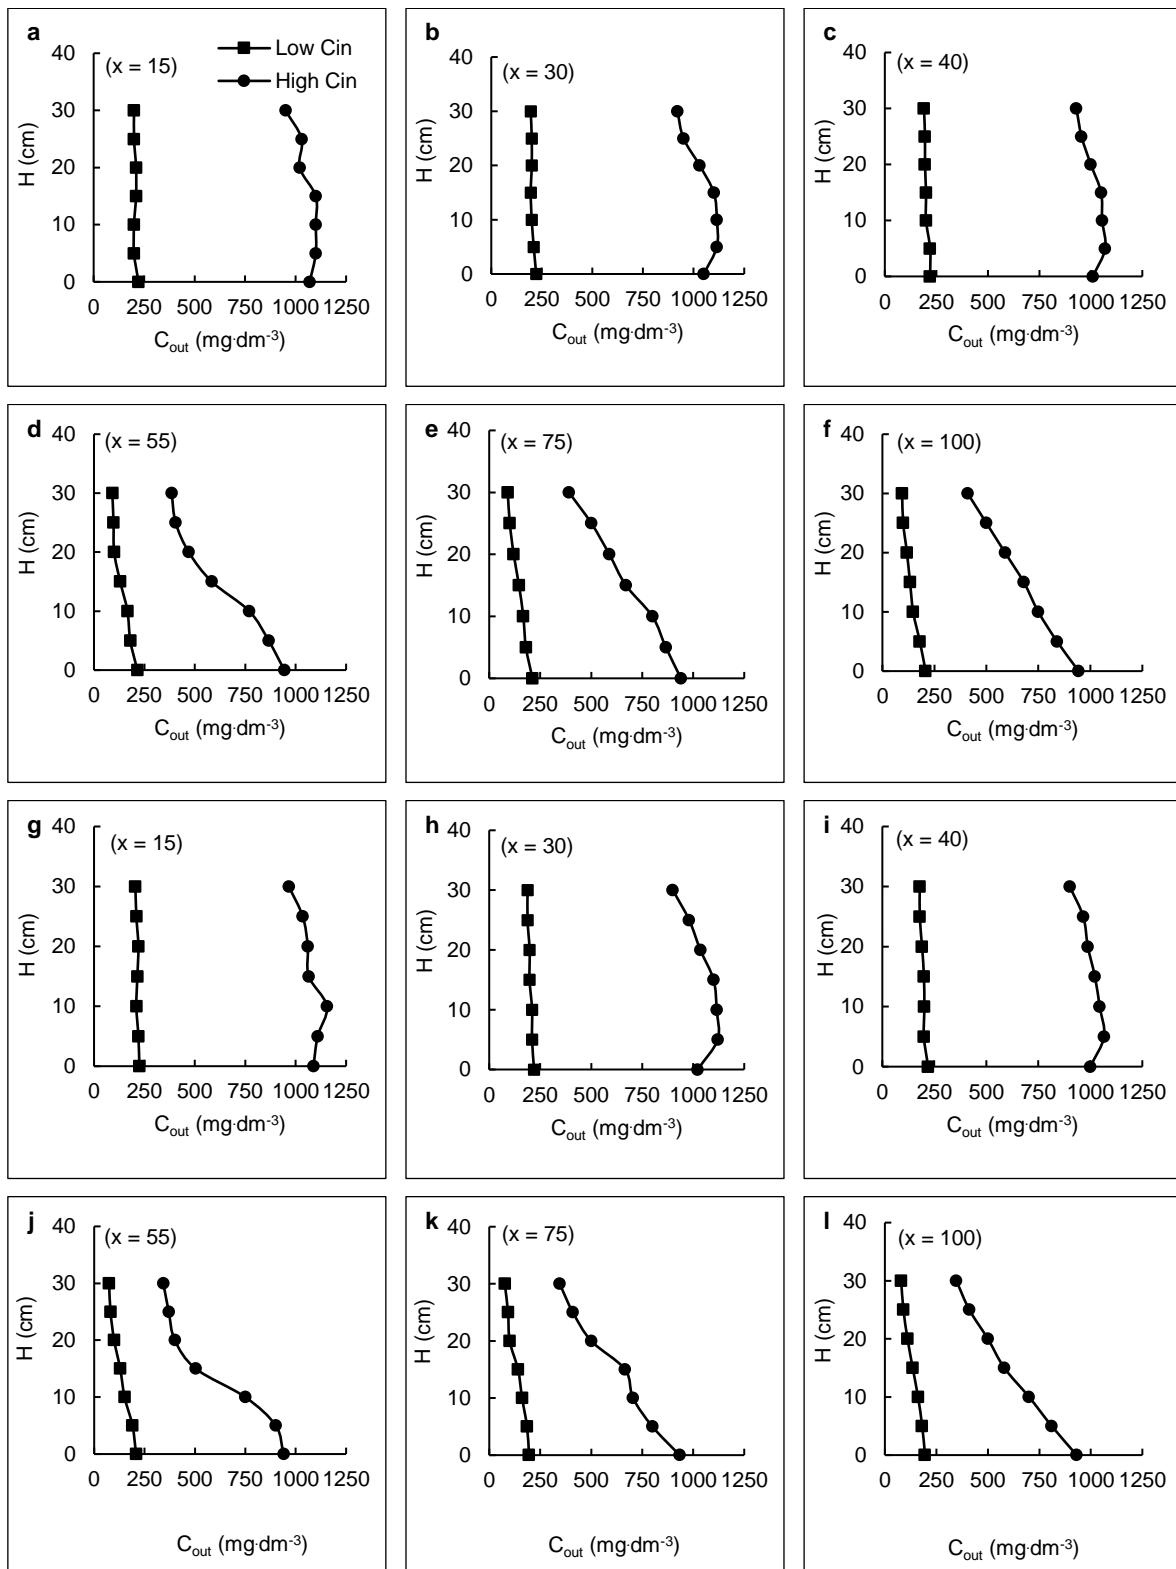 a
Low Cin
High Cin
(x = 15)
H (cm)
40
30
20
10
0
0 250 500 750 1000 1250
Cout (mg·dm-3)
b
(x = 30)
H (cm)
40
30
20
10
0
0 250 500 750 1000 1250
Cout (mg·dm-3)
c
(x = 40)
H (cm)
40
30
20
10
0
0 250 500 750 1000 1250
Cout (mg·dm-3)
d
(x = 55)
H (cm)
40
30
20
10
0
0 250 500 750 1000 1250
Cout (mg·dm-3)
e
(x = 75)
H (cm)
40
30
20
10
0
0 250 500 750 1000 1250
Cout (mg·dm-3)
f
(x = 100)
H (cm)
40
30
20
10
0
0 250 500 750 1000 1250
Cout (mg·dm-3)
g
(x = 15)
H (cm)
40
30
20
10
0
0 250 500 750 1000 1250
Cout (mg·dm-3)
h
(x = 30)
H (cm)
40
30
20
10
0
0 250 500 750 1000 1250
Cout (mg·dm-3)
i
(x = 40)
H (cm)
40
30
20
10
0
0 250 500 750 1000 1250
Cout (mg·dm-3)
j
(x = 55)
H (cm)
40
30
20
10
0
0 250 500 750 1000 1250
Cout (mg·dm-3)
k
(x = 75)
H (cm)
40
30
20
10
0
0 250 500 750 1000 1250
Cout (mg·dm-3)
l
(x = 100)
H (cm)
40
30
20
10
0
0 250 500 750 1000 1250
Cout (mg·dm-3)